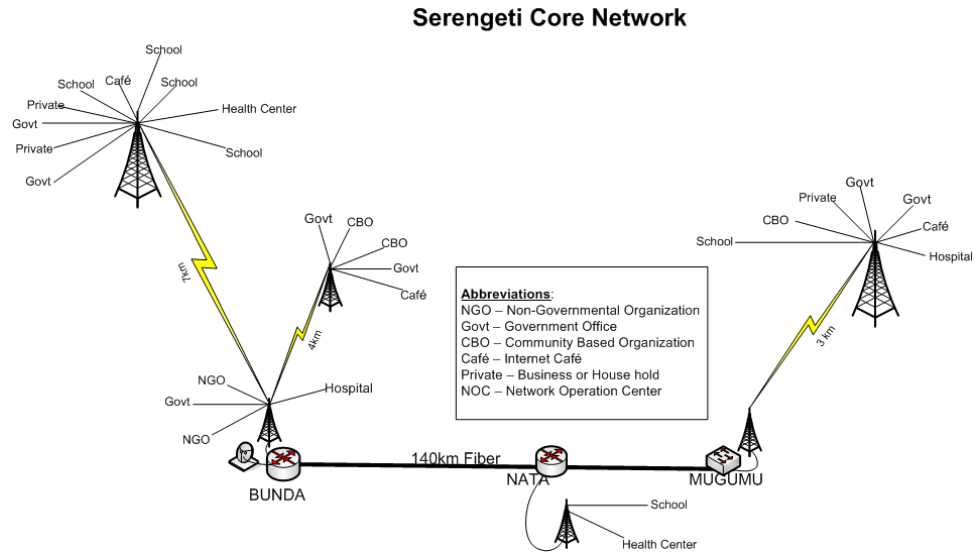 Serengeti Core Network
School
School
Café
School
Private
Health Center
Govt
Private
School
Govt
7km
Govt
CBO
CBO
Govt
Café
4km
Govt
Private
Govt
CBO
Café
School
Hospital
3 km
Abbreviations:
NGO – Non-Governmental Organization
Govt – Government Office
CBO – Community Based Organization
Café – Internet Café
Private – Business or House hold
NOC – Network Operation Center
NGO
Hospital
Govt
NGO
140km Fiber
BUNDA
NATA
MUGUMU
School
Health Center